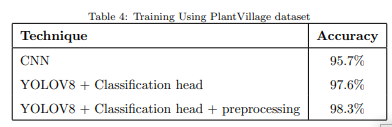 Table 4: Training Using PlantVillage dataset
Technique Accuracy
CNN 95.7%
YOLOV8 + Classification head 97.6%
YOLOV8 + Classification head + preprocessing 98.3%